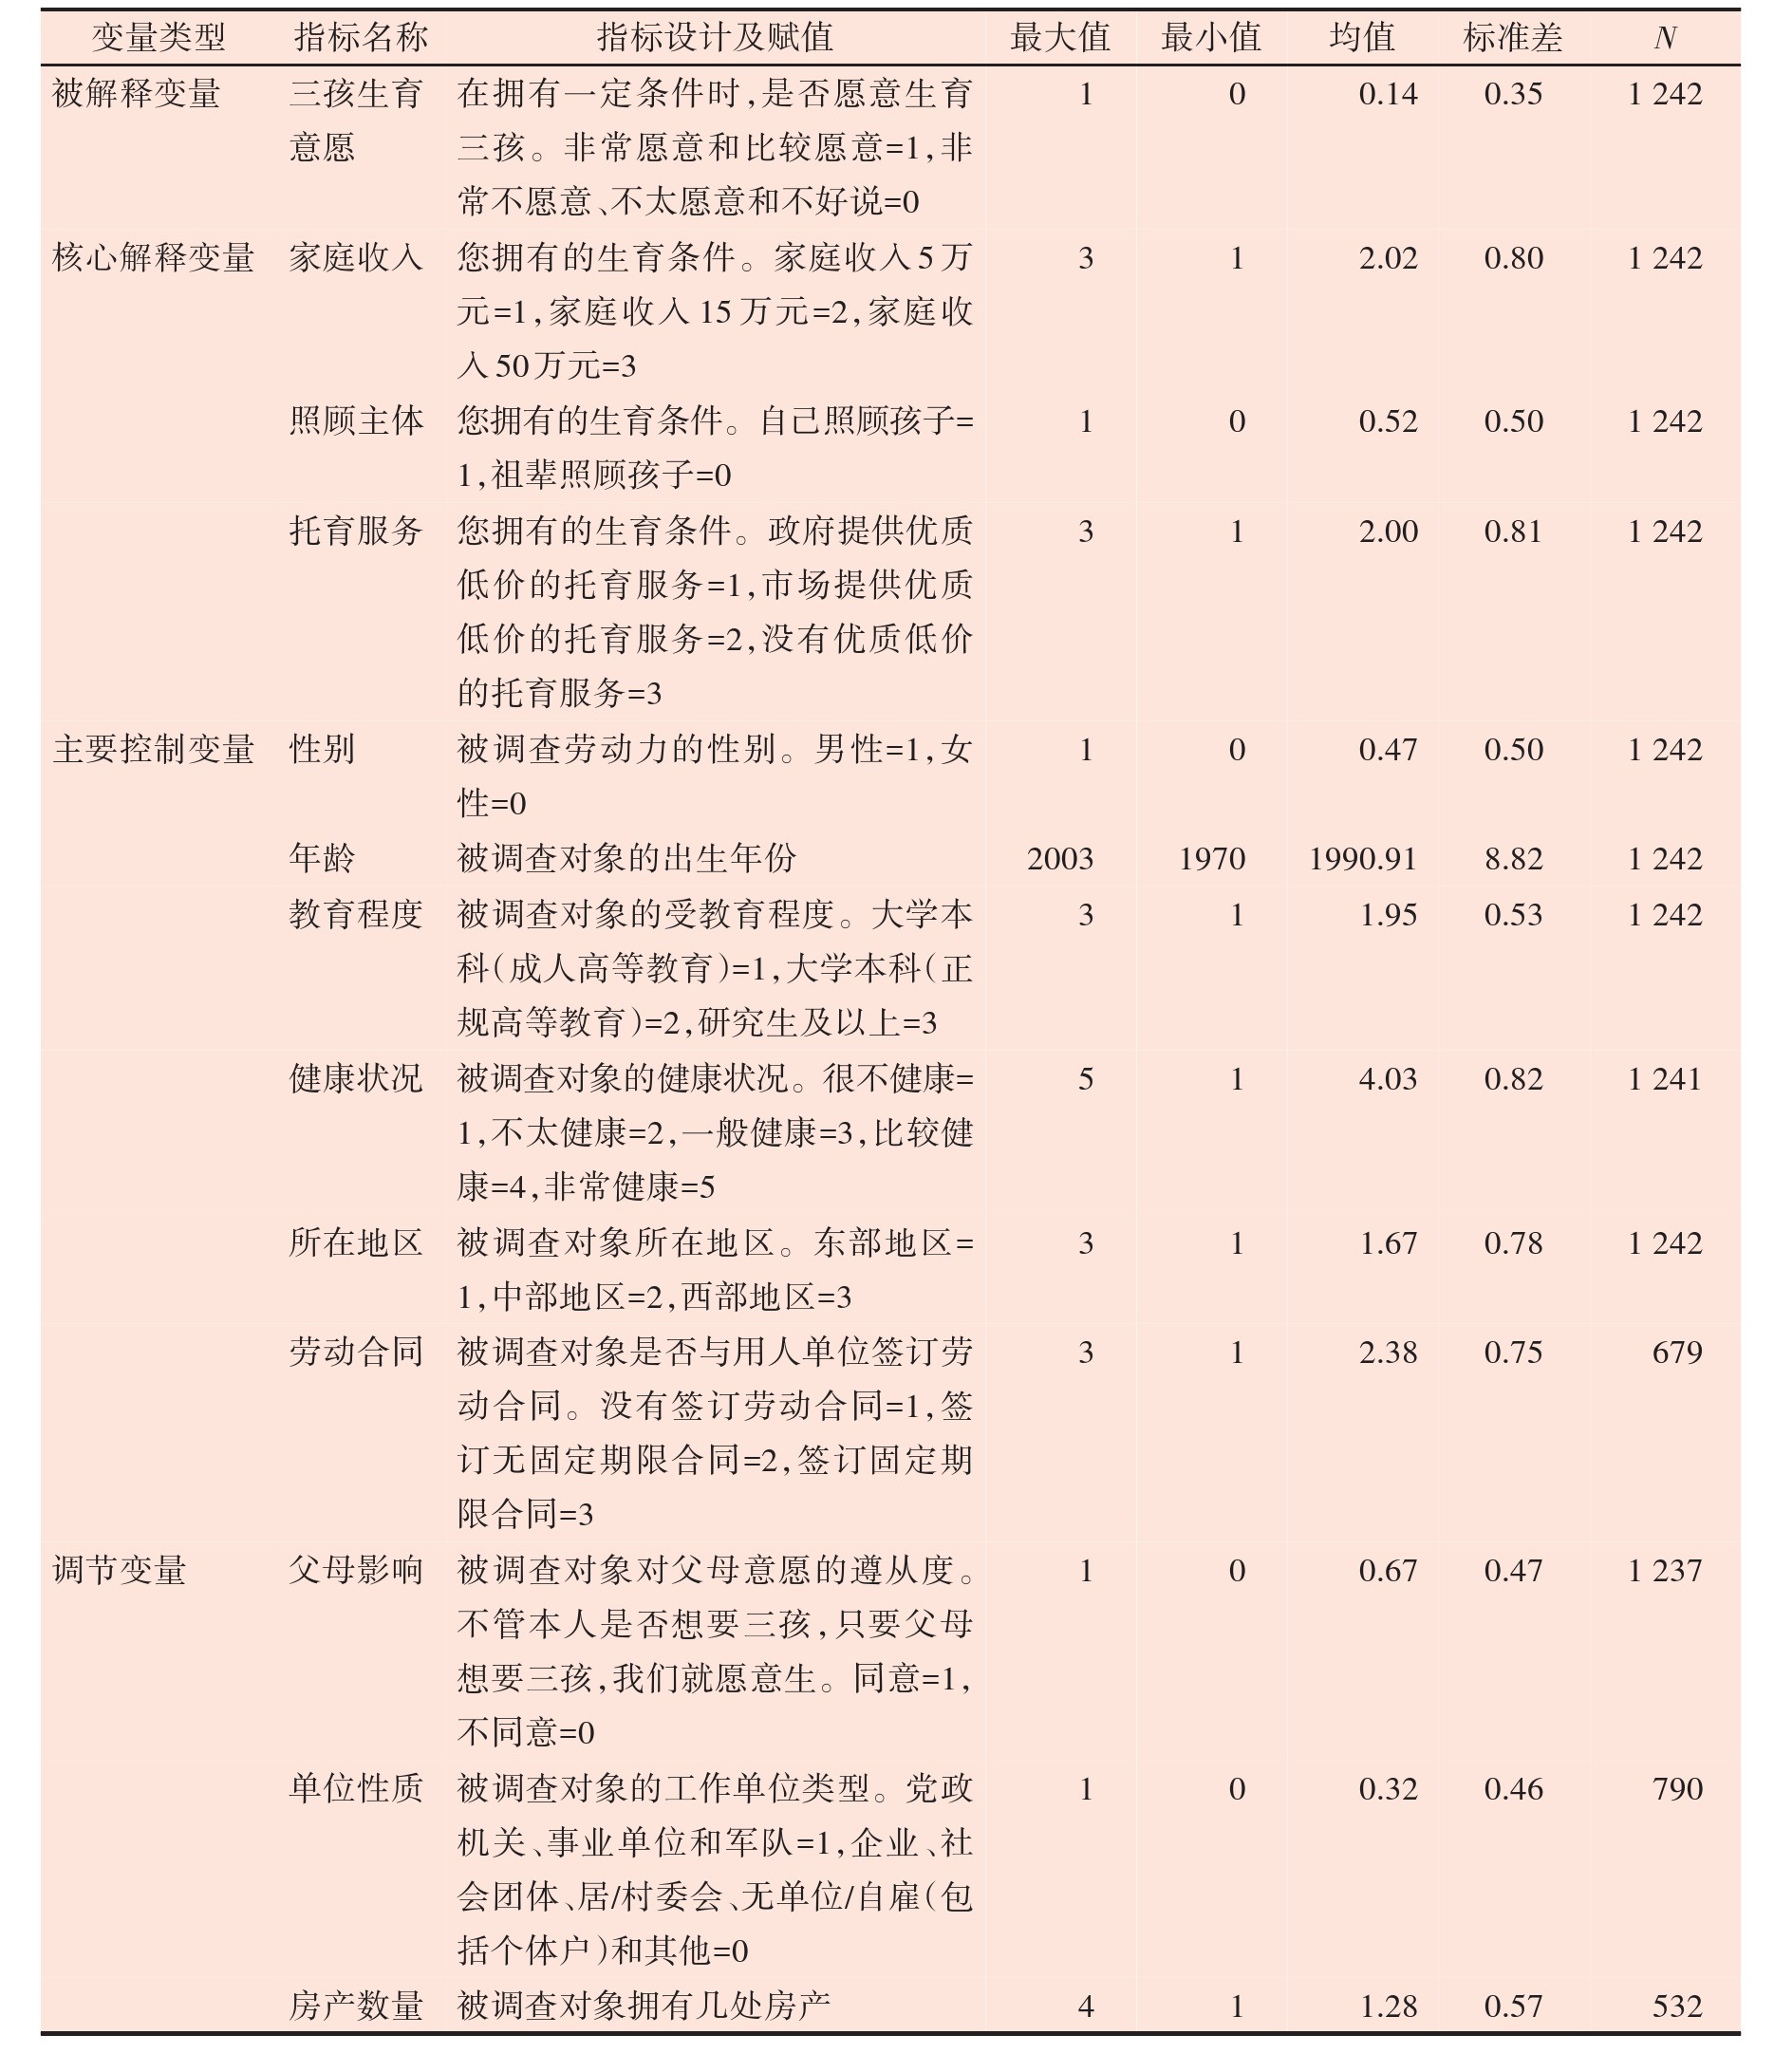 变量类型 指标名称 指标设计及赋值 最大值 最小值 均值 标准差 N
被解释变量 三孩生育 在拥有一定条件时,是否愿意生育 1 0 0.14 0.35 1 242
意愿 三孩。非常愿意和比较愿意=1,非
常不愿意、不太愿意和不好说=0
核心解释变量 家庭收入 您拥有的生育条件。家庭收入5万 3 1 2.02 0.80 1 242
元=1,家庭收入15万元=2,家庭收
入50万元=3
照顾主体 您拥有的生育条件。自己照顾孩子= 1 0 0.52 0.50 1 242
1,祖辈照顾孩子=0
托育服务 您拥有的生育条件。政府提供优质 3 1 2.00 0.81 1 242
低价的托育服务=1,市场提供优质
低价的托育服务=2,没有优质低价
的托育服务=3
主要控制变量 性别 被调查劳动力的性别。男性=1,女 1 0 0.47 0.50 1 242
性=0
年龄 被调查对象的出生年份 2003 1970 1990.91 8.82 1 242
教育程度 被调查对象的受教育程度。大学本 3 1 1.95 0.53 1 242
科(成人高等教育)=1,大学本科(正
规高等教育)=2,研究生及以上=3
健康状况 被调查对象的健康状况。很不健康= 5 1 4.03 0.82 1 241
1,不太健康=2,一般健康=3,比较健
康=4,非常健康=5
所在地区 被调查对象所在地区。东部地区= 3 1 1.67 0.78 1 242
1,中部地区=2,西部地区=3
劳动合同 被调查对象是否与用人单位签订劳 3 1 2.38 0.75 679
动合同。没有签订劳动合同=1,签
订无固定期限合同=2,签订固定期
限合同=3
调节变量 父母影响 被调查对象对父母意愿的遵从度。 1 0 0.67 0.47 1 237
不管本人是否想要三孩,只要父母
想要三孩,我们就愿意生。同意=1,
不同意=0
单位性质 被调查对象的工作单位类型。党政 1 0 0.32 0.46 790
机关、事业单位和军队=1,企业、社
会团体、居/村委会、无单位/自雇(包
括个体户)和其他=0
房产数量 被调查对象拥有几处房产 4 1 1.28 0.57 532